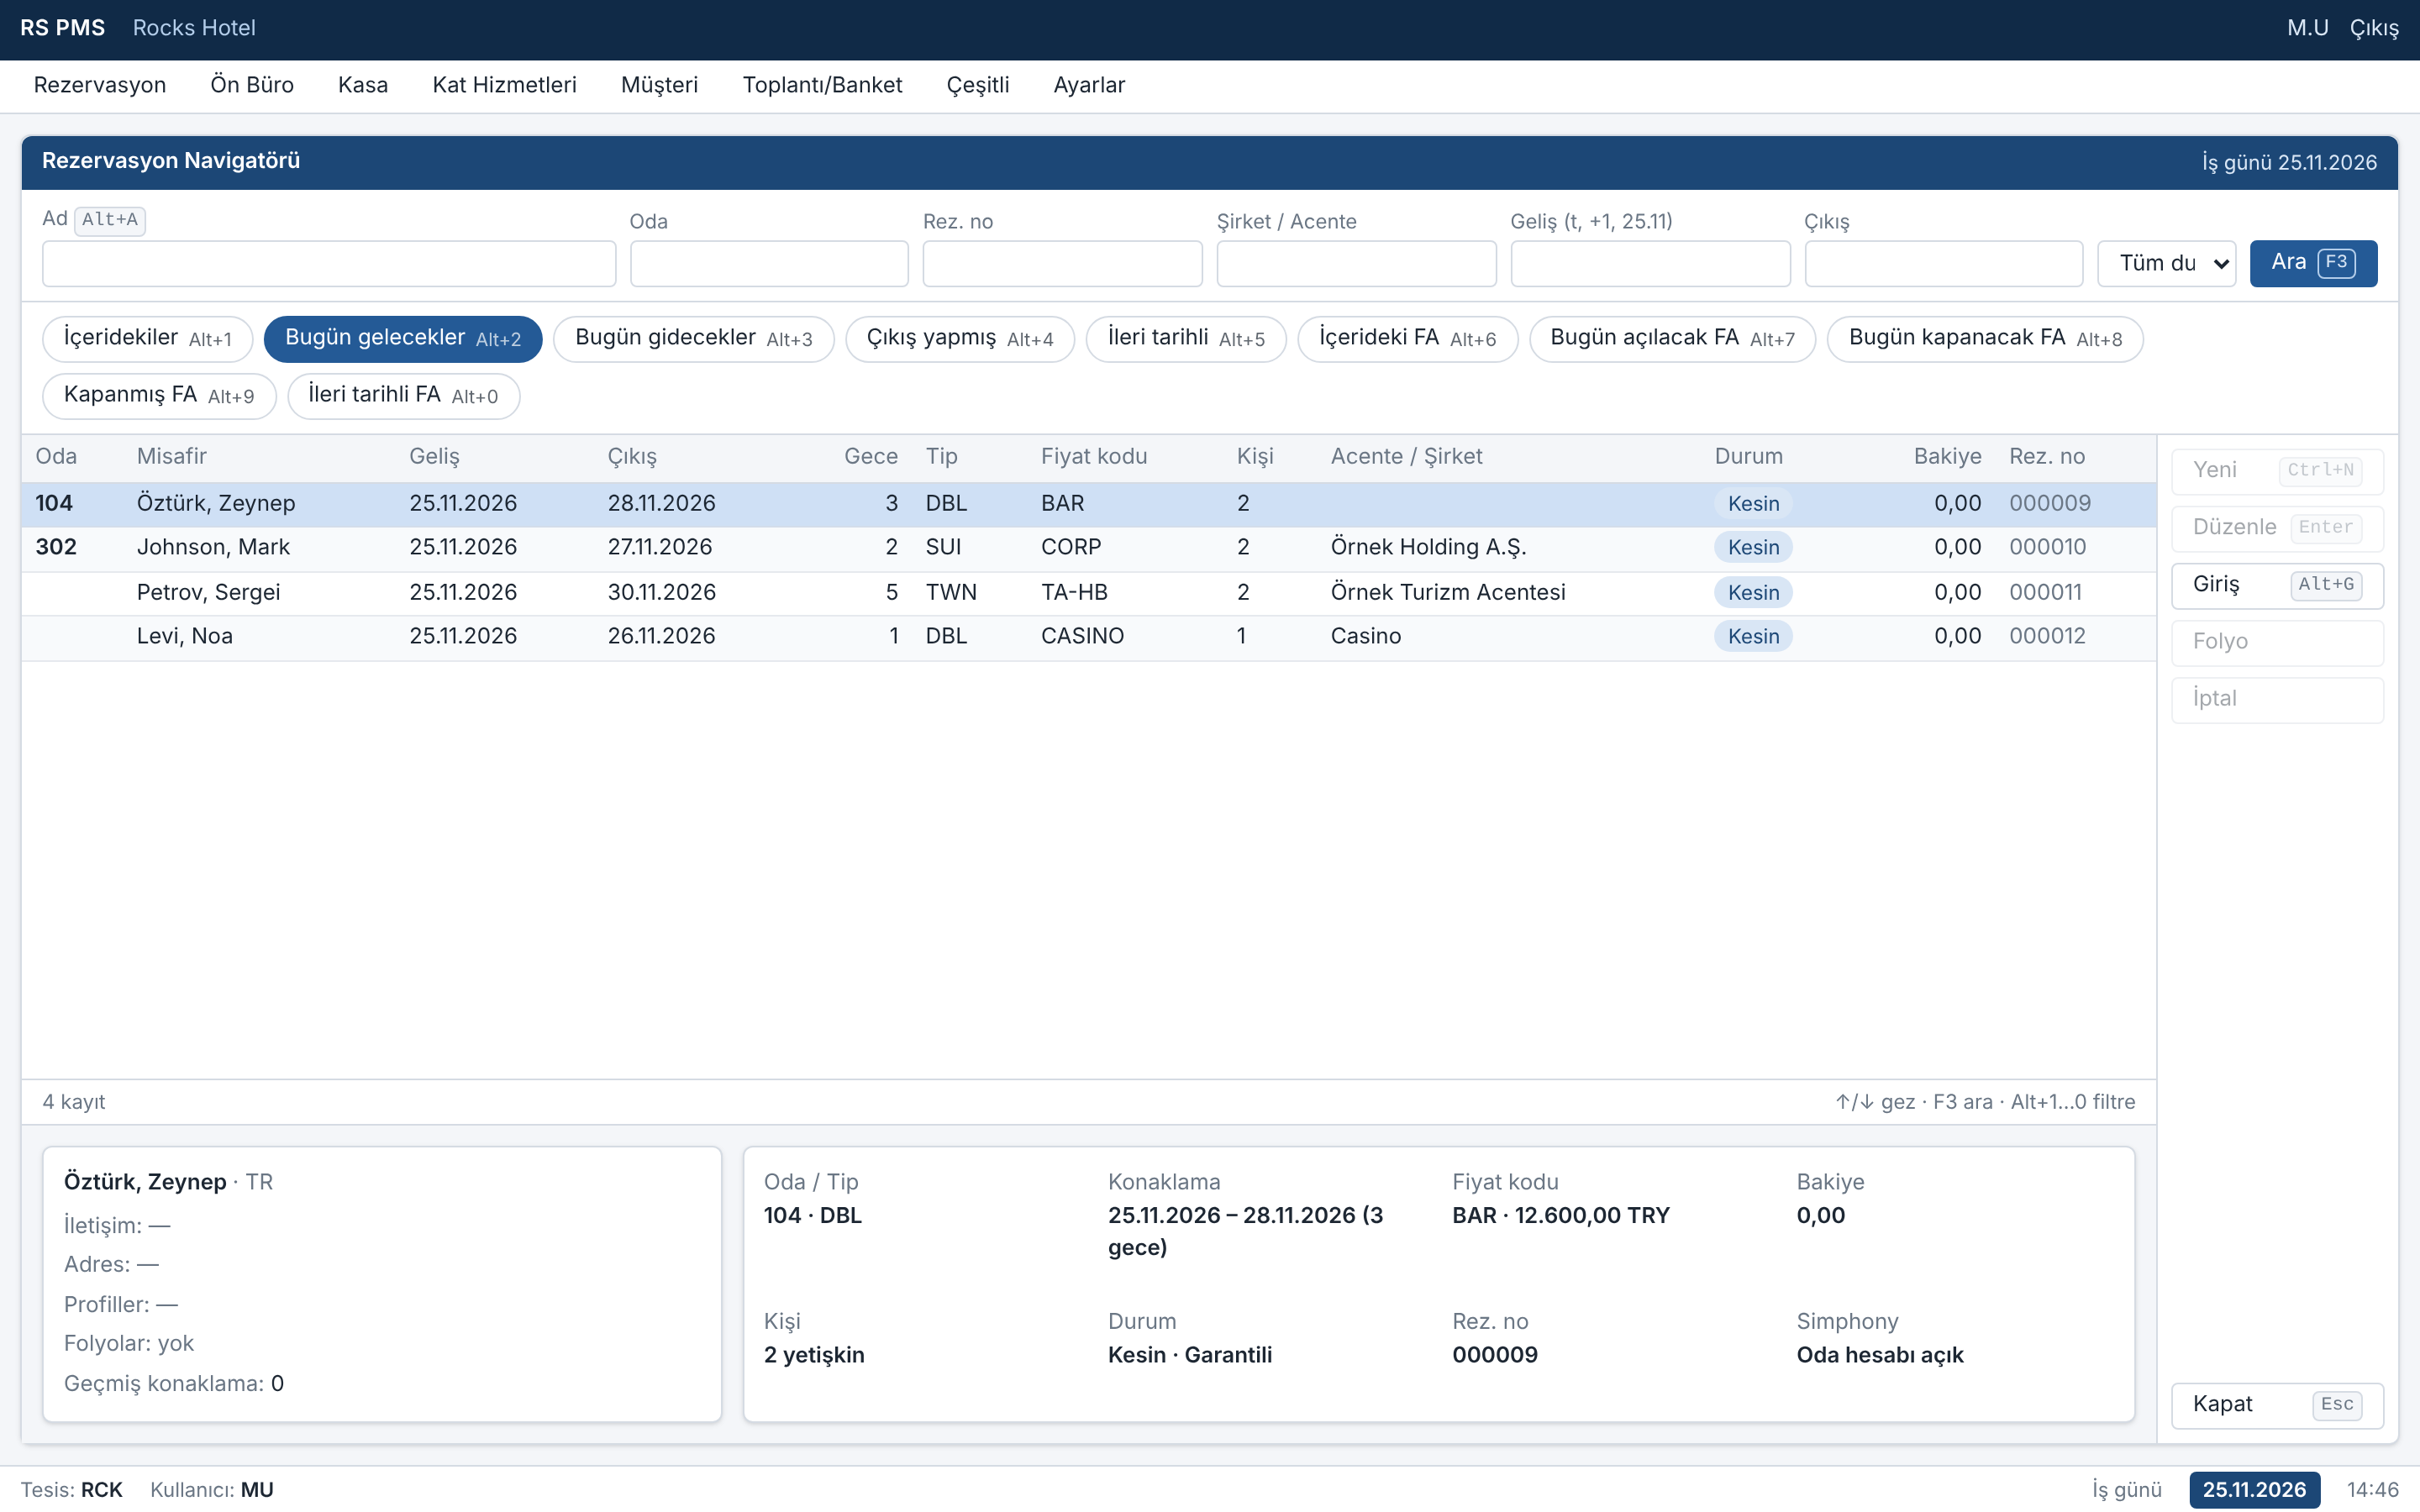 RS PMS Rocks Hotel M.U Çıkış
Rezervasyon Ön Büro Kasa Kat Hizmetleri Müşteri Toplantı/Banket Çeşitli Ayarlar
Rezervasyon Navigatörü İş günü 25.11.2026
Ad Alt+A Oda Rez. no Şirket / Acente Geliş (t, +1, 25.11) Çıkış
Tüm du Ara F3
İçeridekiler Alt+1 Bugün gelecekler Alt+2 Bugün gidecekler Alt+3 Çıkış yapmış Alt+4 İleri tarihli Alt+5 İçerideki FA Alt+6 Bugün açılacak FA Alt+7 Bugün kapanacak FA Alt+8
Kapanmış FA Alt+9 İleri tarihli FA Alt+0
Oda Misafir Geliş Çıkış Gece Tip Fiyat kodu Kişi Acente / Şirket Durum Bakiye Rez. no
104 Öztürk, Zeynep 25.11.2026 28.11.2026 3 DBL BAR 2 Kesin 0,00 000009
302 Johnson, Mark 25.11.2026 27.11.2026 2 SUI CORP 2 Örnek Holding A.Ş. Kesin 0,00 000010
Petrov, Sergei 25.11.2026 30.11.2026 5 TWN TA-HB 2 Örnek Turizm Acentesi Kesin 0,00 000011
Levi, Noa 25.11.2026 26.11.2026 1 DBL CASINO 1 Casino Kesin 0,00 000012
Yeni Ctrl+N
Düzenle Enter
Giriş Alt+G
Folyo
İptal
4 kayıt ↑/↓ gez · F3 ara · Alt+1…0 filtre
Öztürk, Zeynep · TR
İletişim: —
Adres: —
Profiller: —
Folyolar: yok
Geçmiş konaklama: 0
Oda / Tip Konaklama Fiyat kodu Bakiye
104 · DBL 25.11.2026 – 28.11.2026 (3 BAR · 12.600,00 TRY 0,00
gece)
Kişi Durum Rez. no Simphony
2 yetişkin Kesin · Garantili 000009 Oda hesabı açık
Kapat Esc
Tesis: RCK Kullanıcı: MU İş günü 25.11.2026 14:46